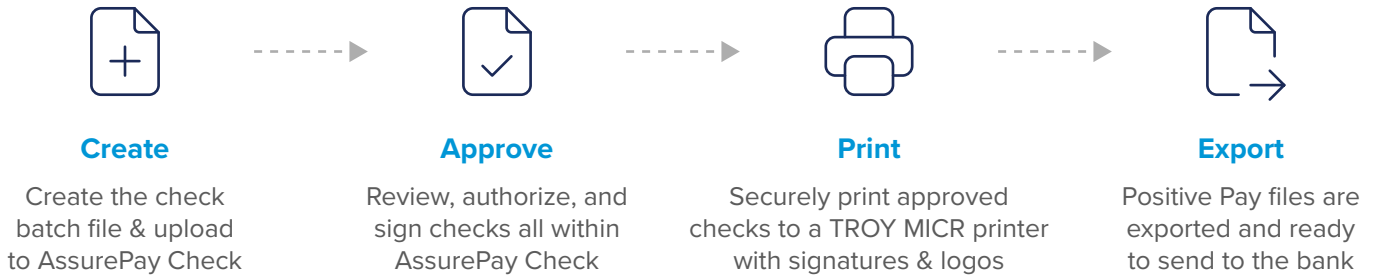 Create
Create the check
batch file & upload
to AssurePay Check
Approve
Review, authorize, and
sign checks all within
AssurePay Check
Print
Securely print approved
checks to a TROY MICR printer
with signatures & logos
Export
Positive Pay files are
exported and ready
to send to the bank